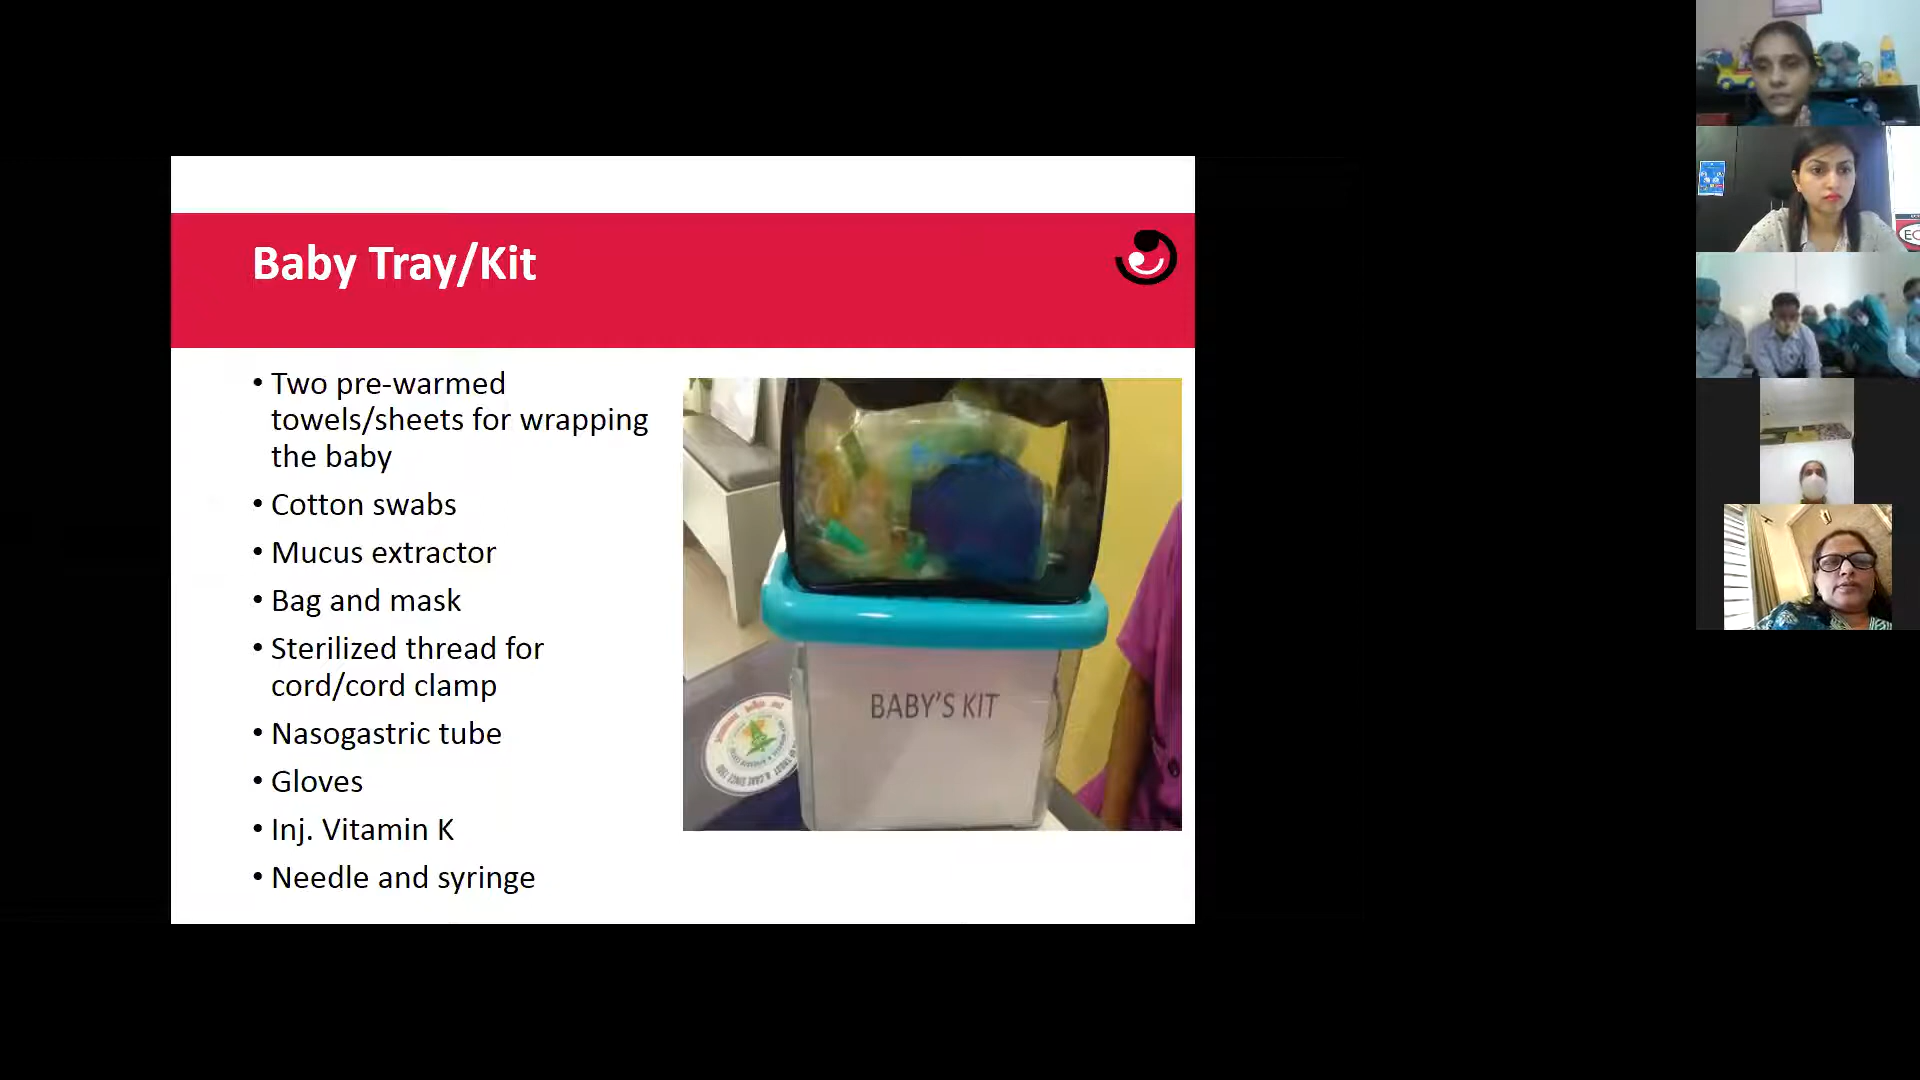 Baby Tray/Kit
• Two pre-warmed
towels/sheets for wrapping
the baby
• Cotton swabs
• Mucus extractor
• Bag and mask
• Sterilized thread for
cord/cord clamp
• Nasogastric tube
• Gloves
• Inj. Vitamin K
• Needle and syringe
BABY'S KIT